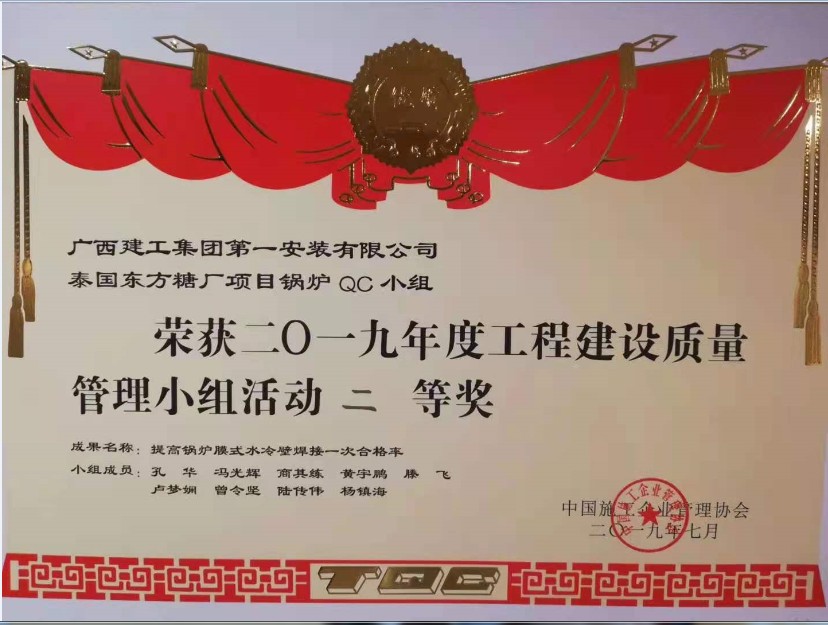 广西建工集团第一安装有限公司
泰国东方糖厂项目锅炉 QC 小组
荣获二〇一九年度工程建设质量
管理小组活动 二 等奖
成果名称：提高锅炉膜式水冷壁焊接一次合格率
小组成员：孔 华 冯光辉 商其练 黄宇鹏 滕 飞
卢梦娴 曾令坚 陆传伟 杨镇海
中国施工企业管理协会
二〇一九年七月
TQC